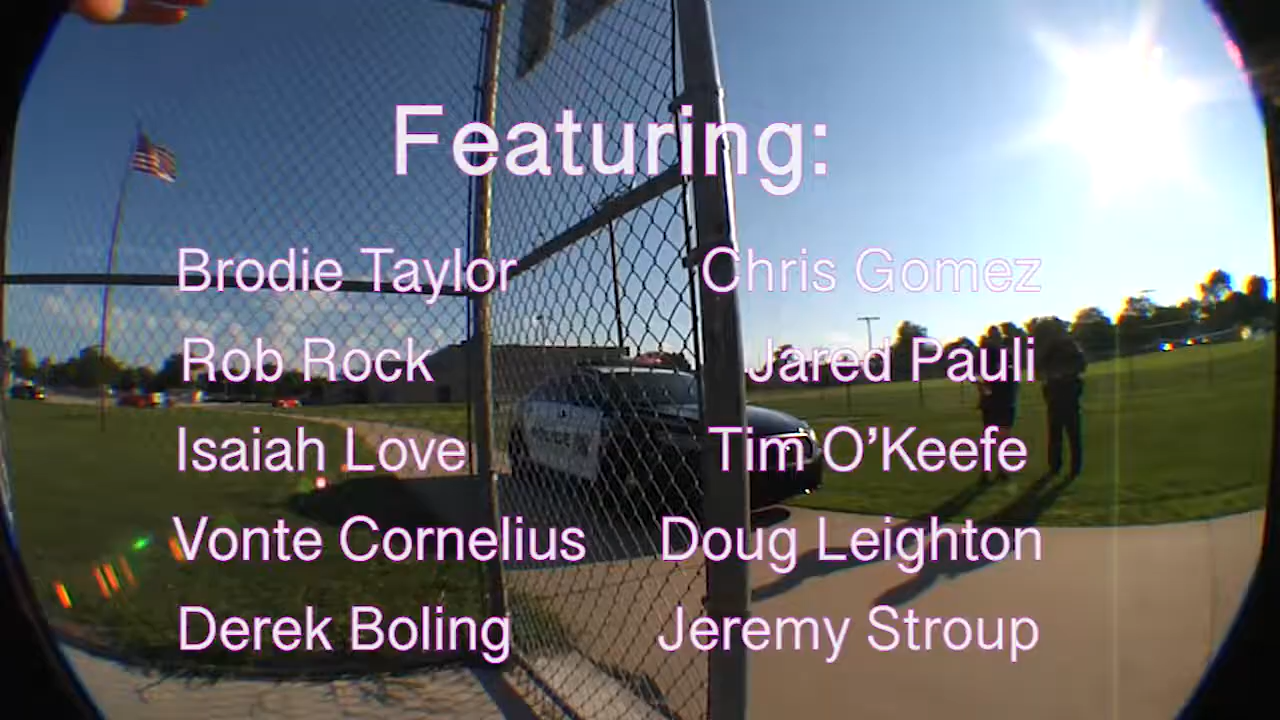 Featuring:
Brodie Taylor Chris Gomez
Rob Rock Jared Pauli
Isaiah Love Tim O'Keefe
Vonte Cornelius Doug Leighton
Derek Boling Jeremy Stroup